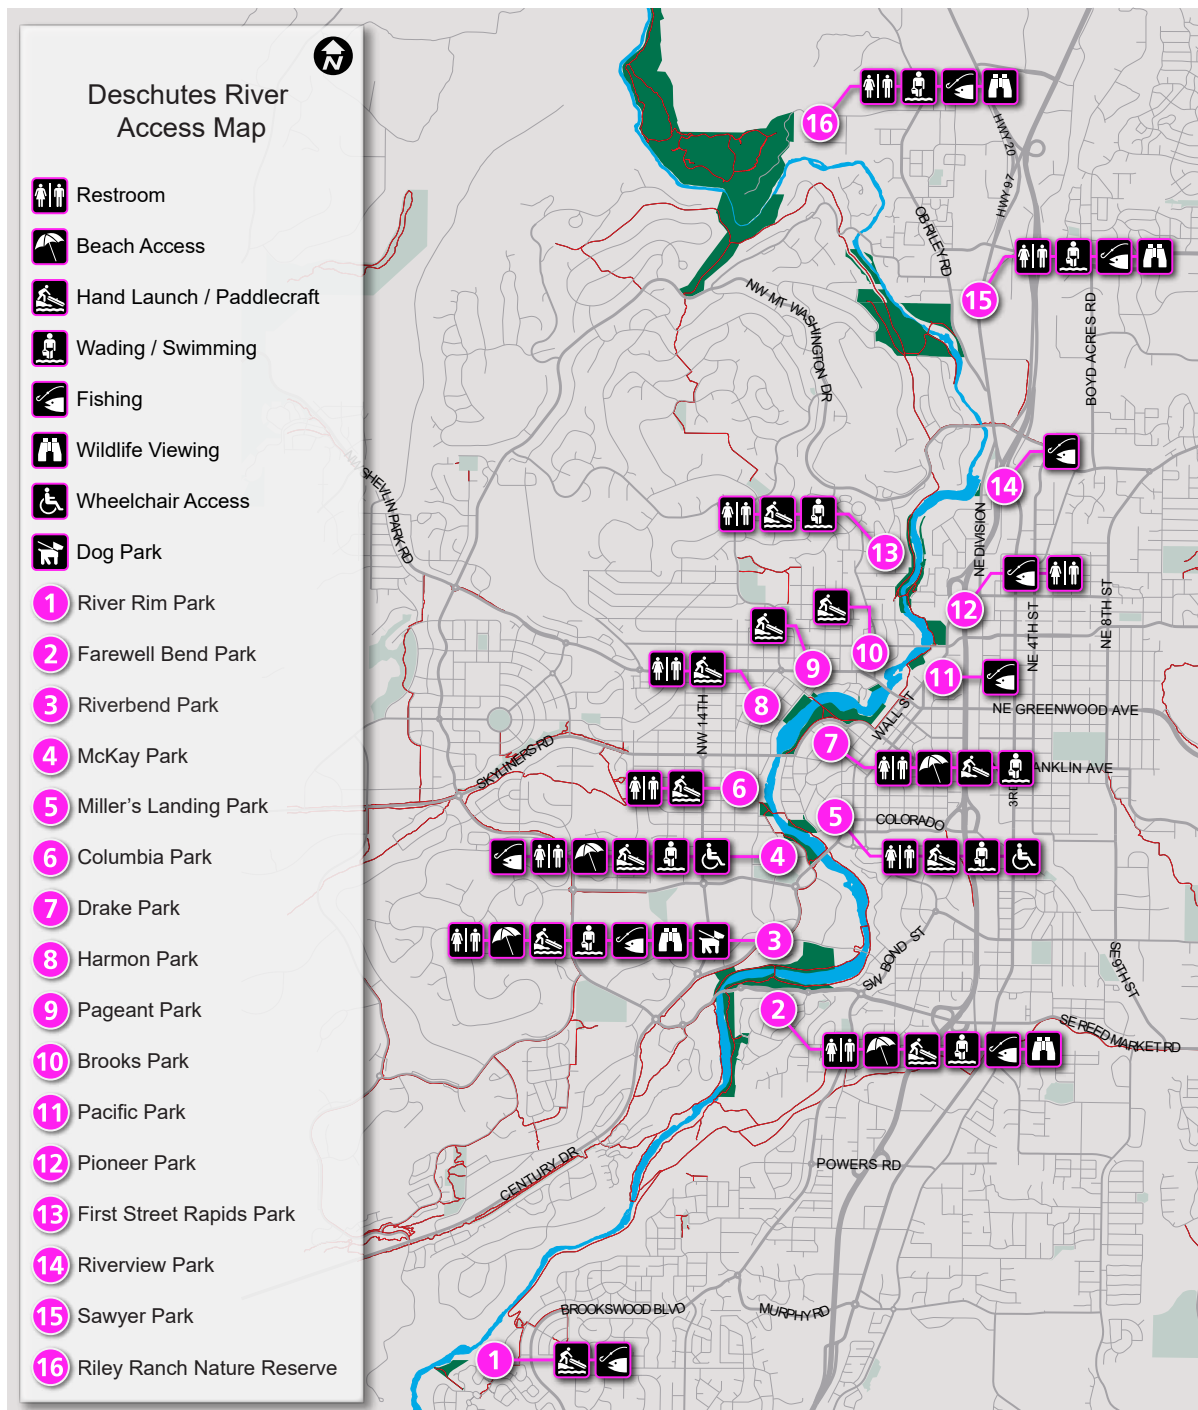 N
Deschutes River
Access Map
Restroom
Beach Access
Hand Launch / Paddlecraft
Wading / Swimming
Fishing
Wildlife Viewing
Wheelchair Access
Dog Park
1 River Rim Park
2 Farewell Bend Park
3 Riverbend Park
4 McKay Park
5 Miller's Landing Park
6 Columbia Park
7 Drake Park
8 Harmon Park
9 Pageant Park
10 Brooks Park
11 Pacific Park
12 Pioneer Park
13 First Street Rapids Park
14 Riverview Park
15 Sawyer Park
16 Riley Ranch Nature Reserve
16
HWY 20
HWY 97
OB RILEY RD
15
NW MT WASHINGTON DR
BOYD ACRES RD
14
SHEVLIN PARK RD
13
NE DIVISION
12
NE 4TH ST
NE 8TH ST
10
9
11
8
NW 14TH
WALL ST
NE GREENWOOD AVE
7
SKYLINERS RD
ANKLIN AVE
6
3RD
5
COLORADO
4
3
SW BOND ST
SE 9TH ST
2
SE REED MARKET RD
CENTURY DR
POWERS RD
BROOKSWOOD BLVD
MURPHY RD
1